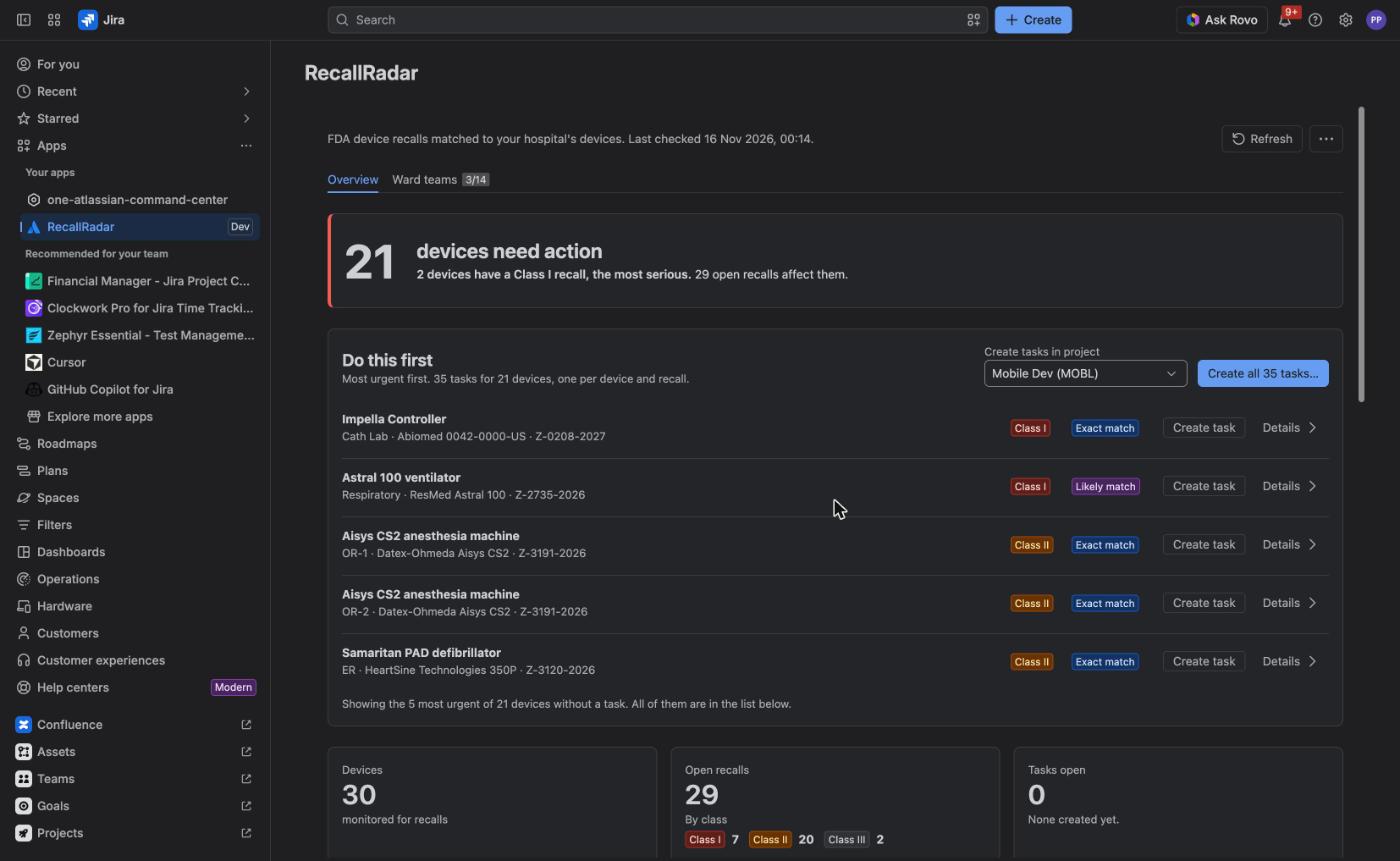 Jira
Search
Create
Ask Rovo
9+
PP
For you
Recent
Starred
Apps
Your apps
one-atlassian-command-center
RecallRadar
Dev
Recommended for your team
Financial Manager - Jira Project C...
Clockwork Pro for Jira Time Tracki...
Zephyr Essential - Test Manageme...
Cursor
GitHub Copilot for Jira
Explore more apps
Roadmaps
Plans
Spaces
Filters
Dashboards
Operations
Hardware
Customers
Customer experiences
Help centers
Modern
Confluence
Assets
Teams
Goals
Projects
RecallRadar
FDA device recalls matched to your hospital's devices. Last checked 16 Nov 2026, 00:14.
Refresh
Overview
Ward teams 3/14
21
devices need action
2 devices have a Class I recall, the most serious. 29 open recalls affect them.
Do this first
Most urgent first. 35 tasks for 21 devices, one per device and recall.
Create tasks in project
Mobile Dev (MOBL)
Create all 35 tasks...
Impella Controller
Cath Lab · Abiomed 0042-0000-US · Z-0208-2027
Class I
Exact match
Create task
Details
Astral 100 ventilator
Respiratory · ResMed Astral 100 · Z-2735-2026
Class I
Likely match
Create task
Details
Aisys CS2 anesthesia machine
OR-1 · Datex-Ohmeda Aisys CS2 · Z-3191-2026
Class II
Exact match
Create task
Details
Aisys CS2 anesthesia machine
OR-2 · Datex-Ohmeda Aisys CS2 · Z-3191-2026
Class II
Exact match
Create task
Details
Samaritan PAD defibrillator
ER · HeartSine Technologies 350P · Z-3120-2026
Class II
Exact match
Create task
Details
Showing the 5 most urgent of 21 devices without a task. All of them are in the list below.
Devices
30
monitored for recalls
Open recalls
29
By class
Class I 7 Class II 20 Class III 2
Tasks open
0
None created yet.